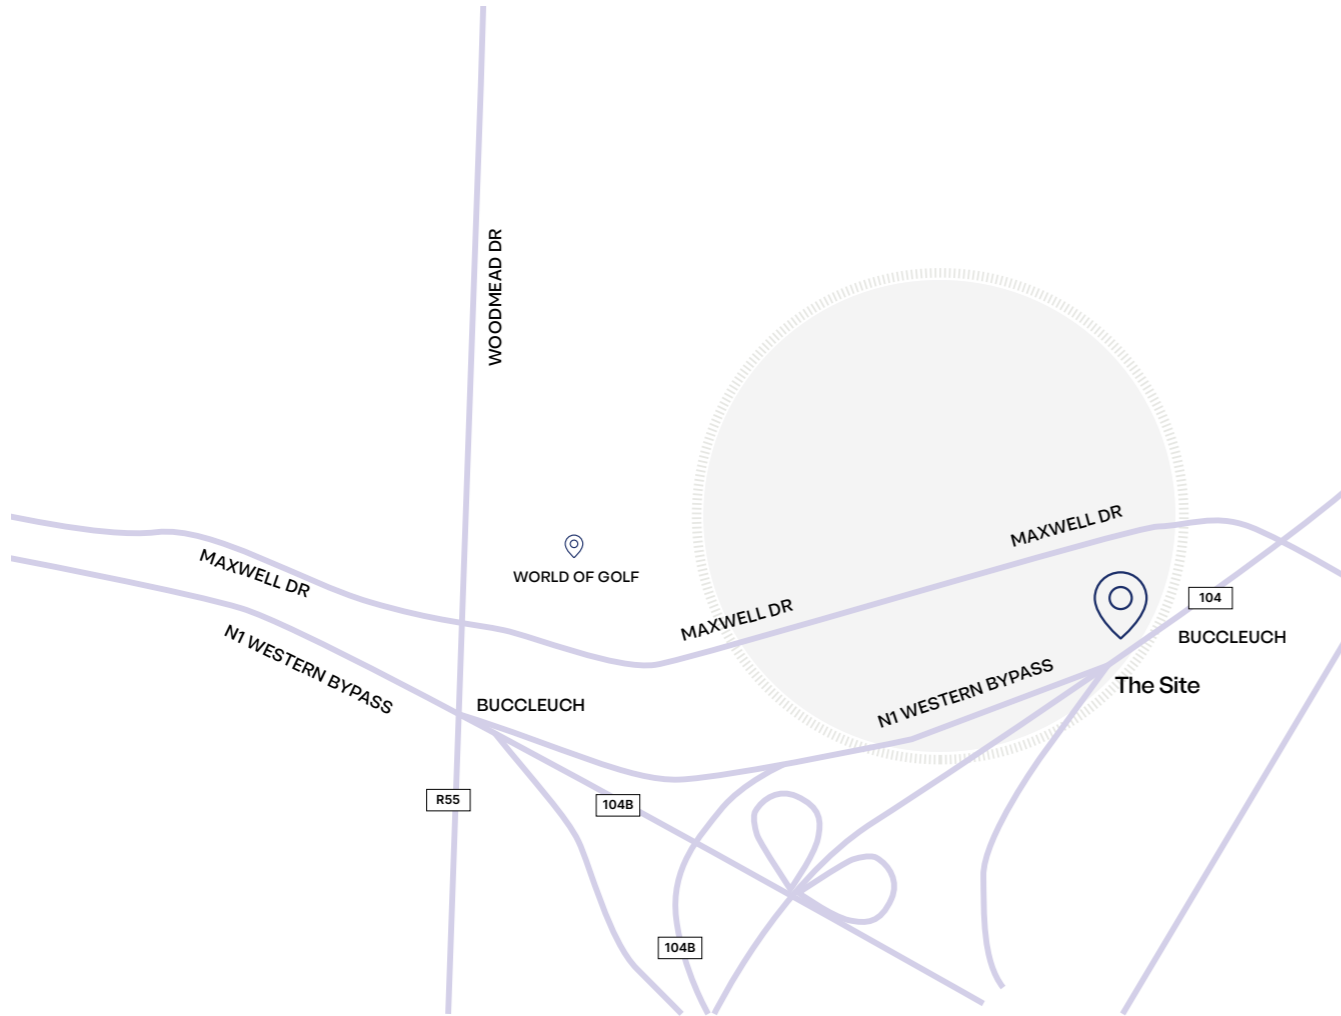 WOODMEAD DR
MAXWELL DR
MAXWELL DR
WORLD OF GOLF
MAXWELL DR
104
N1 WESTERN BYPASS
BUCCLEUCH
N1 WESTERN BYPASS
The Site
BUCCLEUCH
R55
104B
104B